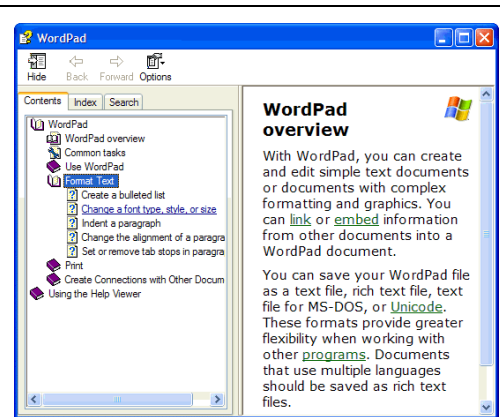 WordPad
Hide Back Forward Options
Contents Index Search
WordPad
WordPad overview
Common tasks
Use WordPad
Format Text
Create a bulleted list
Change a font type, style, or size
Indent a paragraph
Change the alignment of a paragra
Set or remove tab stops in paragra
Print
Create Connections with Other Docum
Using the Help Viewer
WordPad
overview
With WordPad, you can create
and edit simple text documents
or documents with complex
formatting and graphics. You
can link or embed information
from other documents into a
WordPad document.
You can save your WordPad file
as a text file, rich text file, text
file for MS-DOS, or Unicode.
These formats provide greater
flexibility when working with
other programs. Documents
that use multiple languages
should be saved as rich text
files.